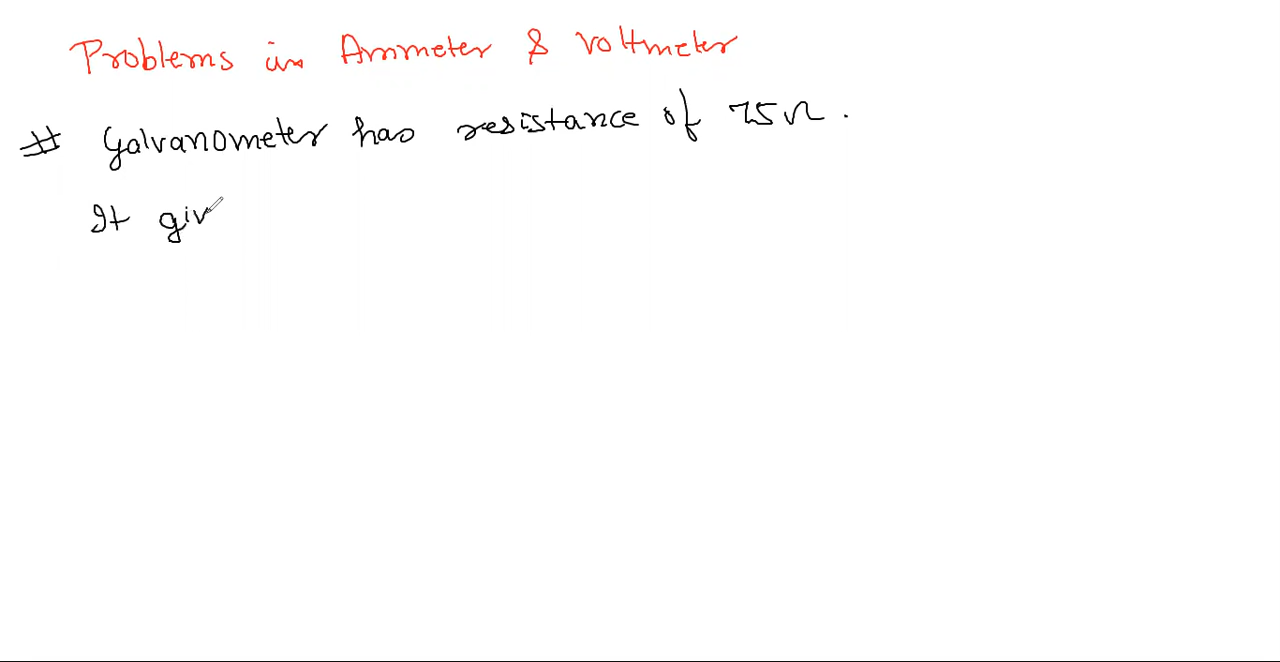 Problems in Ammeter & Voltmeter
# Galvanometer has resistance of 75Ω.
It giv